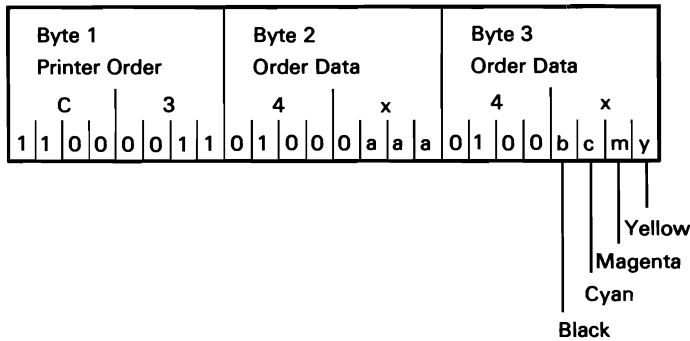 Byte 1 Byte 2 Byte 3
Printer Order Order Data Order Data
C 3 4 x 4 x
1 1 0 0 0 0 1 1 0 1 0 0 0 a a a 0 1 0 0 b c m y
Yellow
Magenta
Cyan
Black